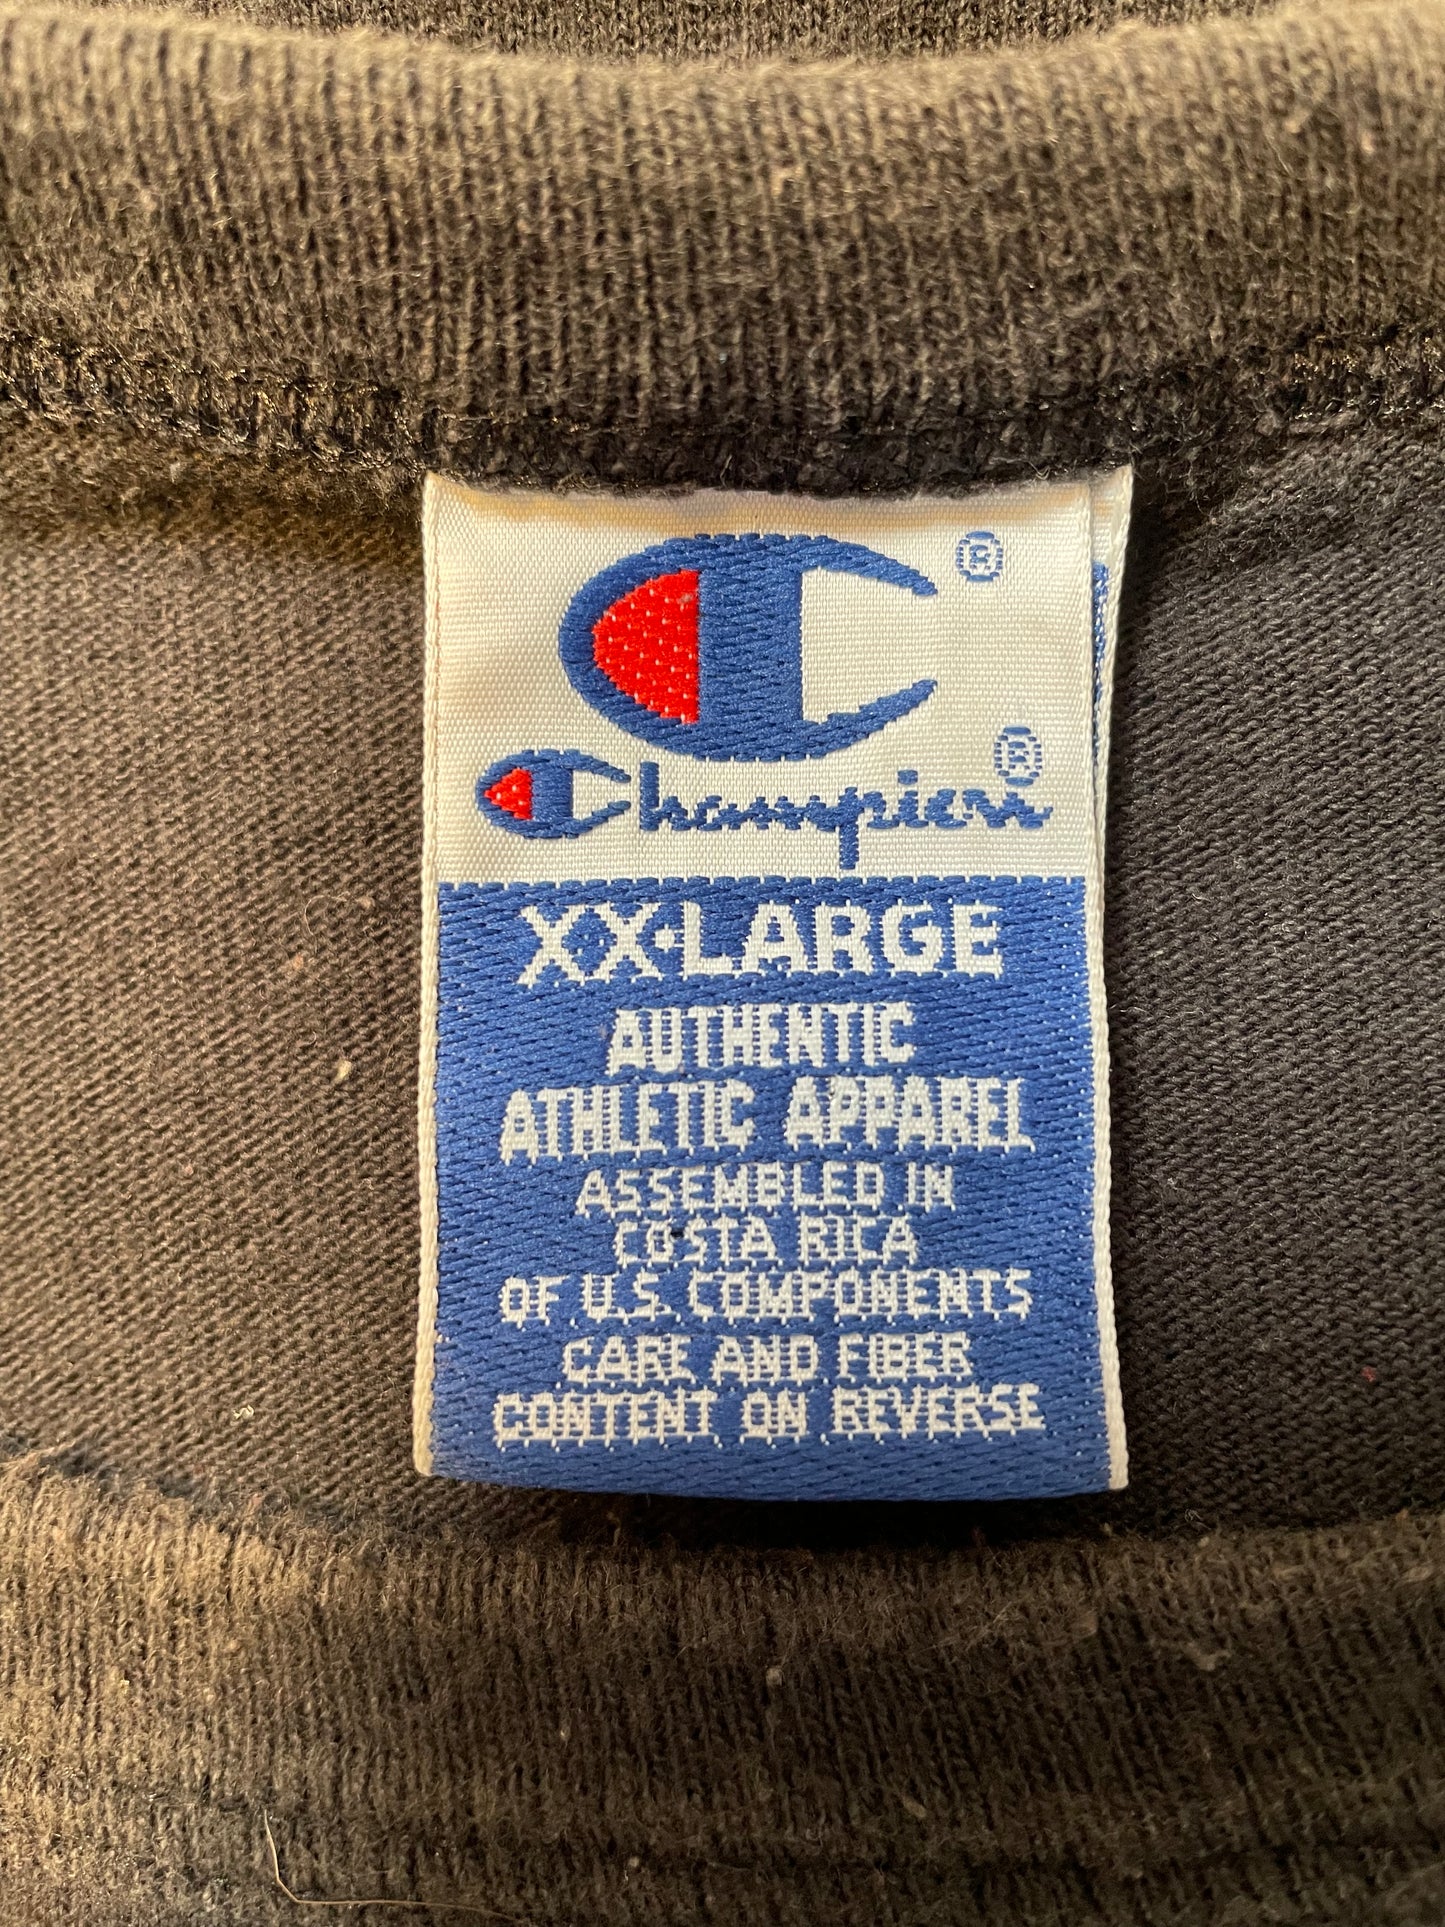 ®
Champion®
XX·LARGE
AUTHENTIC
ATHLETIC APPAREL
ASSEMBLED IN
COSTA RICA
OF U.S. COMPONENTS
CARE AND FIBER
CONTENT ON REVERSE